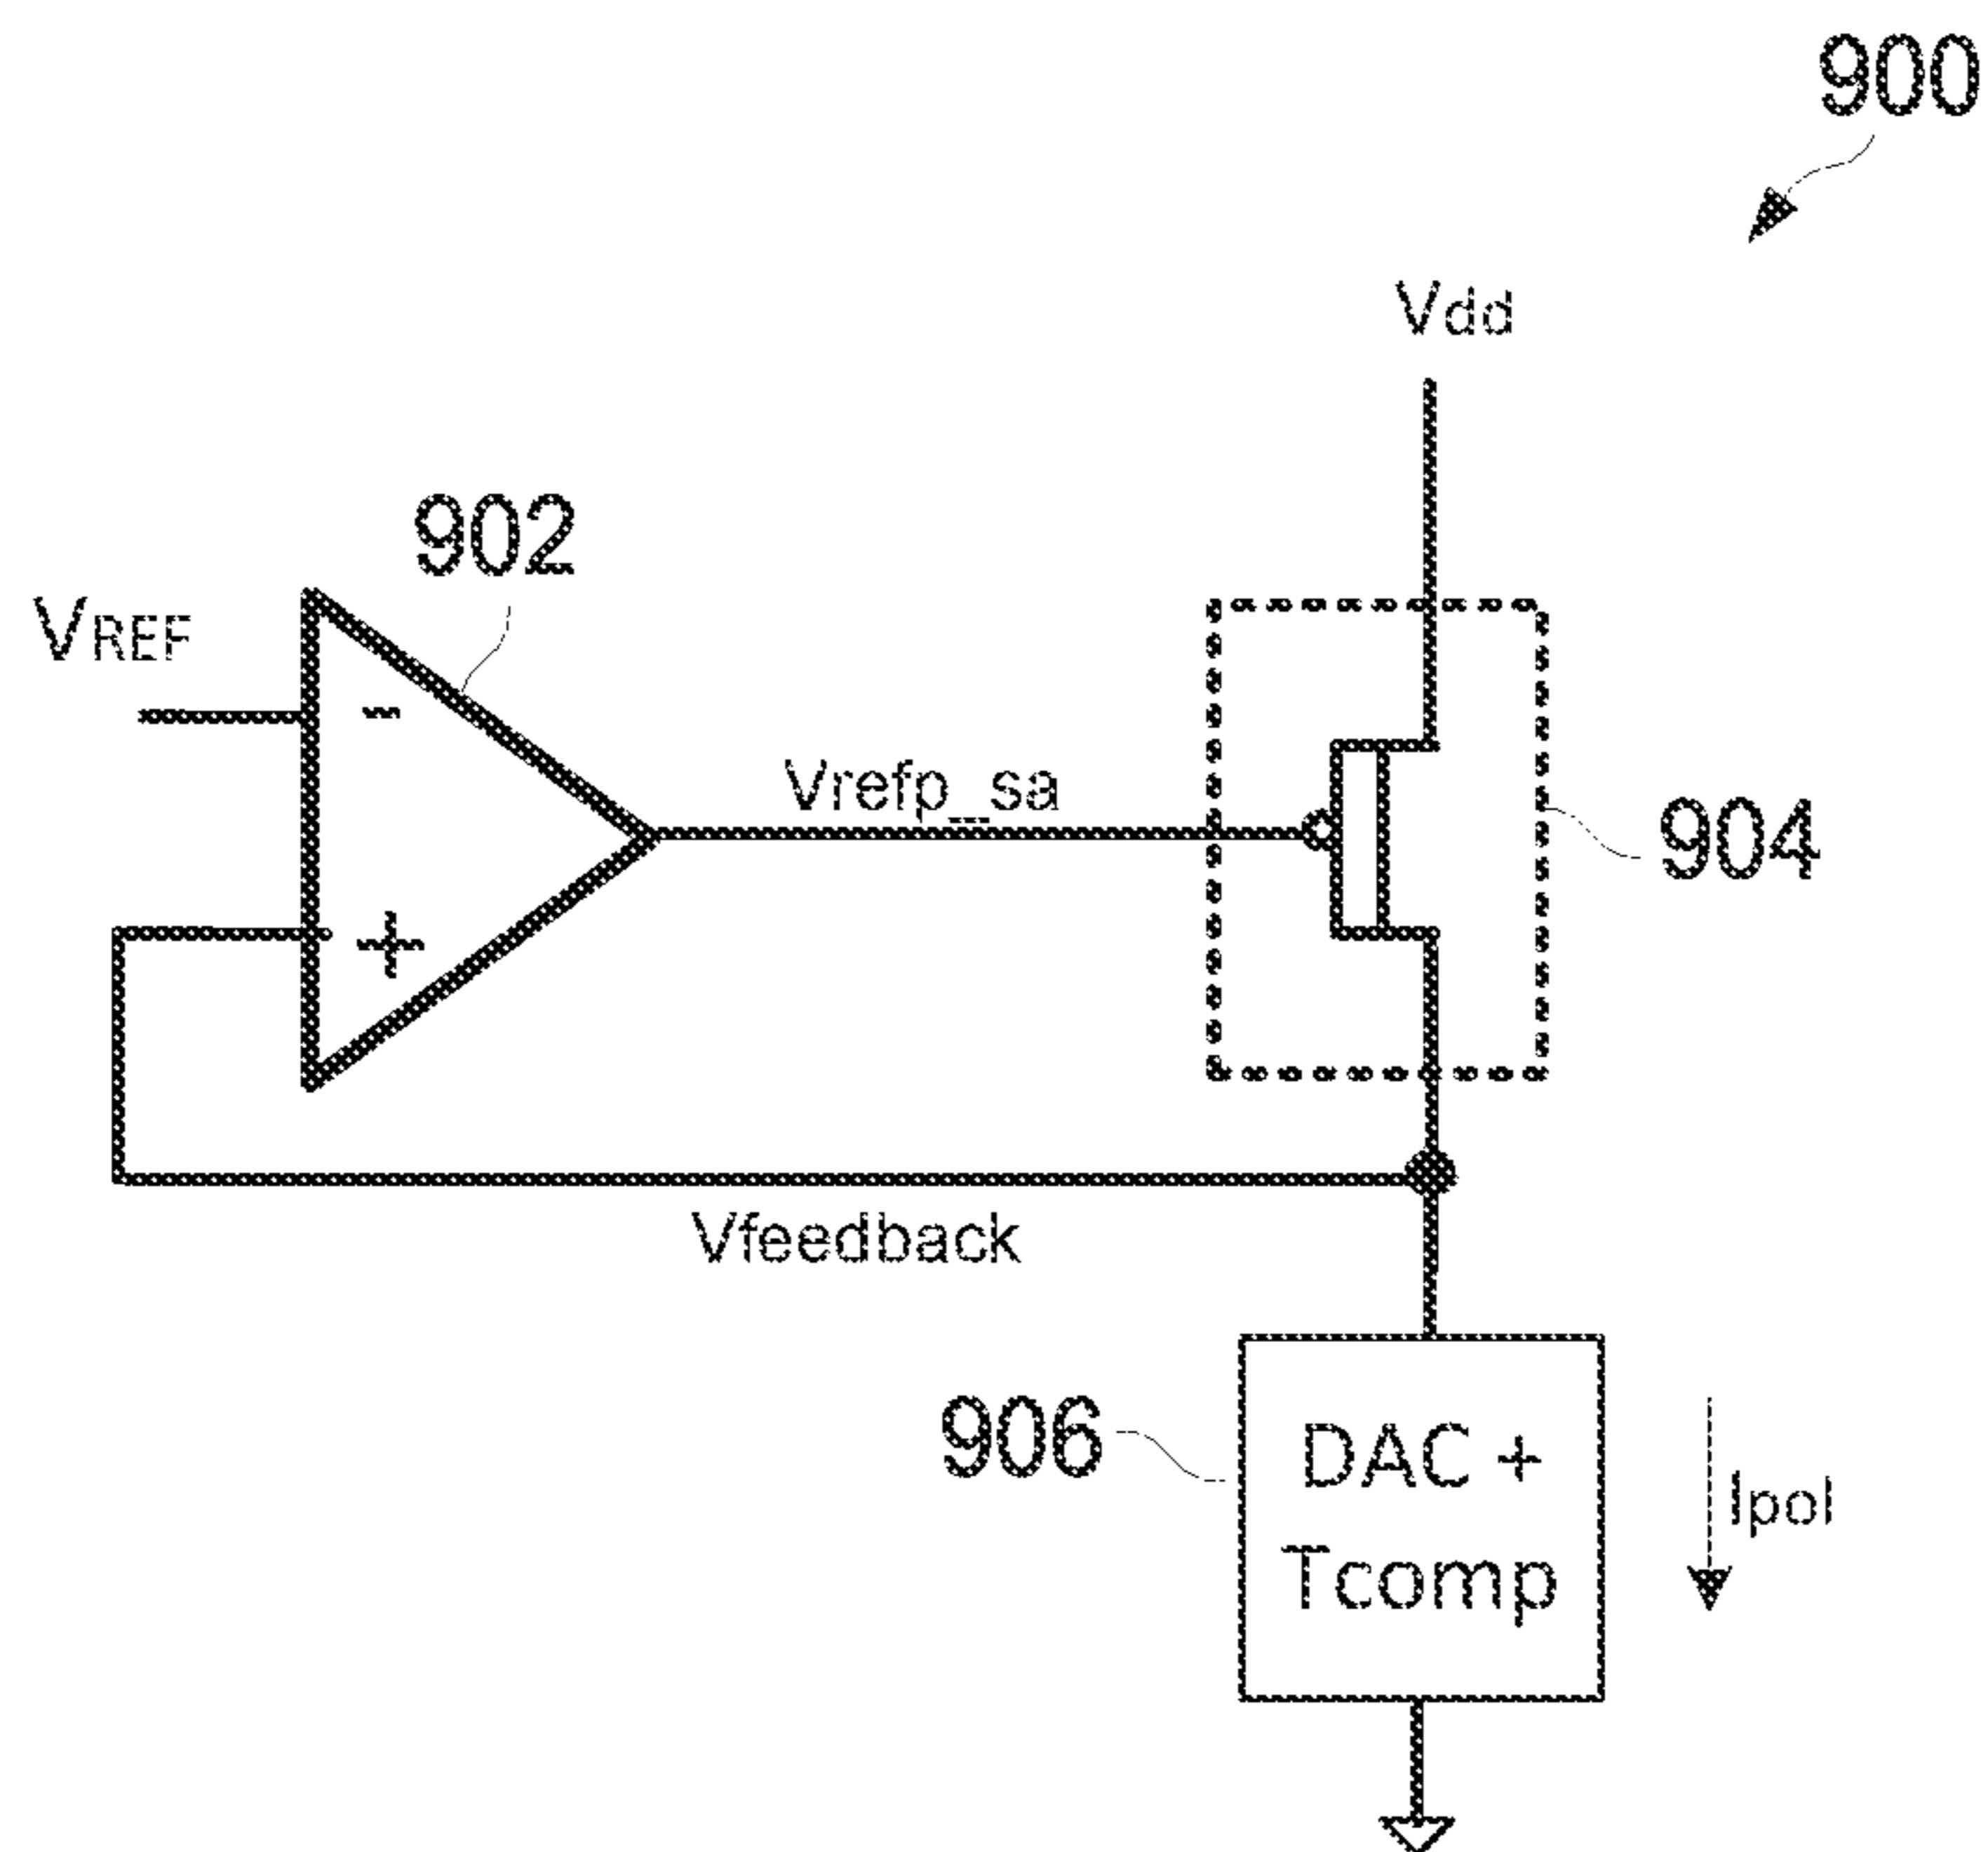 900
Vdd
902
VREF
-
Vrefp_sa
904
+
Vfeedback
906
DAC +
Tcomp
Ipol